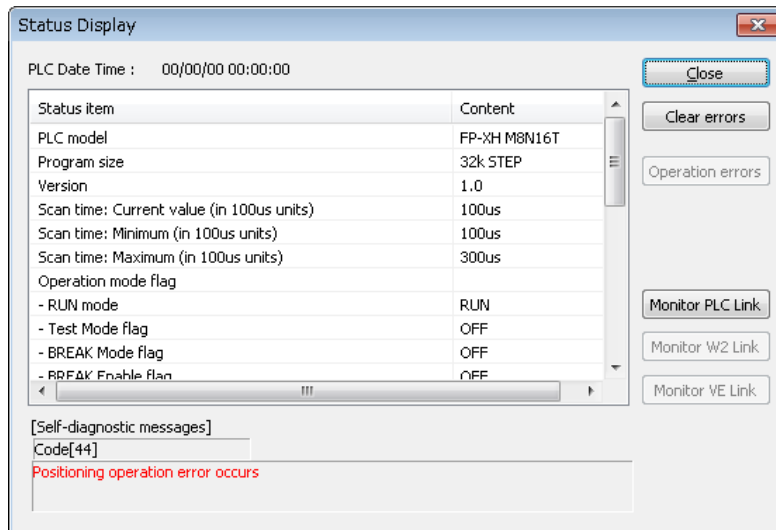 Status Display
PLC Date Time : 00/00/00 00:00:00
Close
Clear errors
Operation errors
Monitor PLC Link
Monitor W2 Link
Monitor VE Link
Status item Content
PLC model FP-XH M8N16T
Program size 32k STEP
Version 1.0
Scan time: Current value (in 100us units) 100us
Scan time: Minimum (in 100us units) 100us
Scan time: Maximum (in 100us units) 300us
Operation mode flag
- RUN mode RUN
- Test Mode flag OFF
- BREAK Mode flag OFF
- BREAK Enable flag OFF
[Self-diagnostic messages]
Code[44]
Positioning operation error occurs